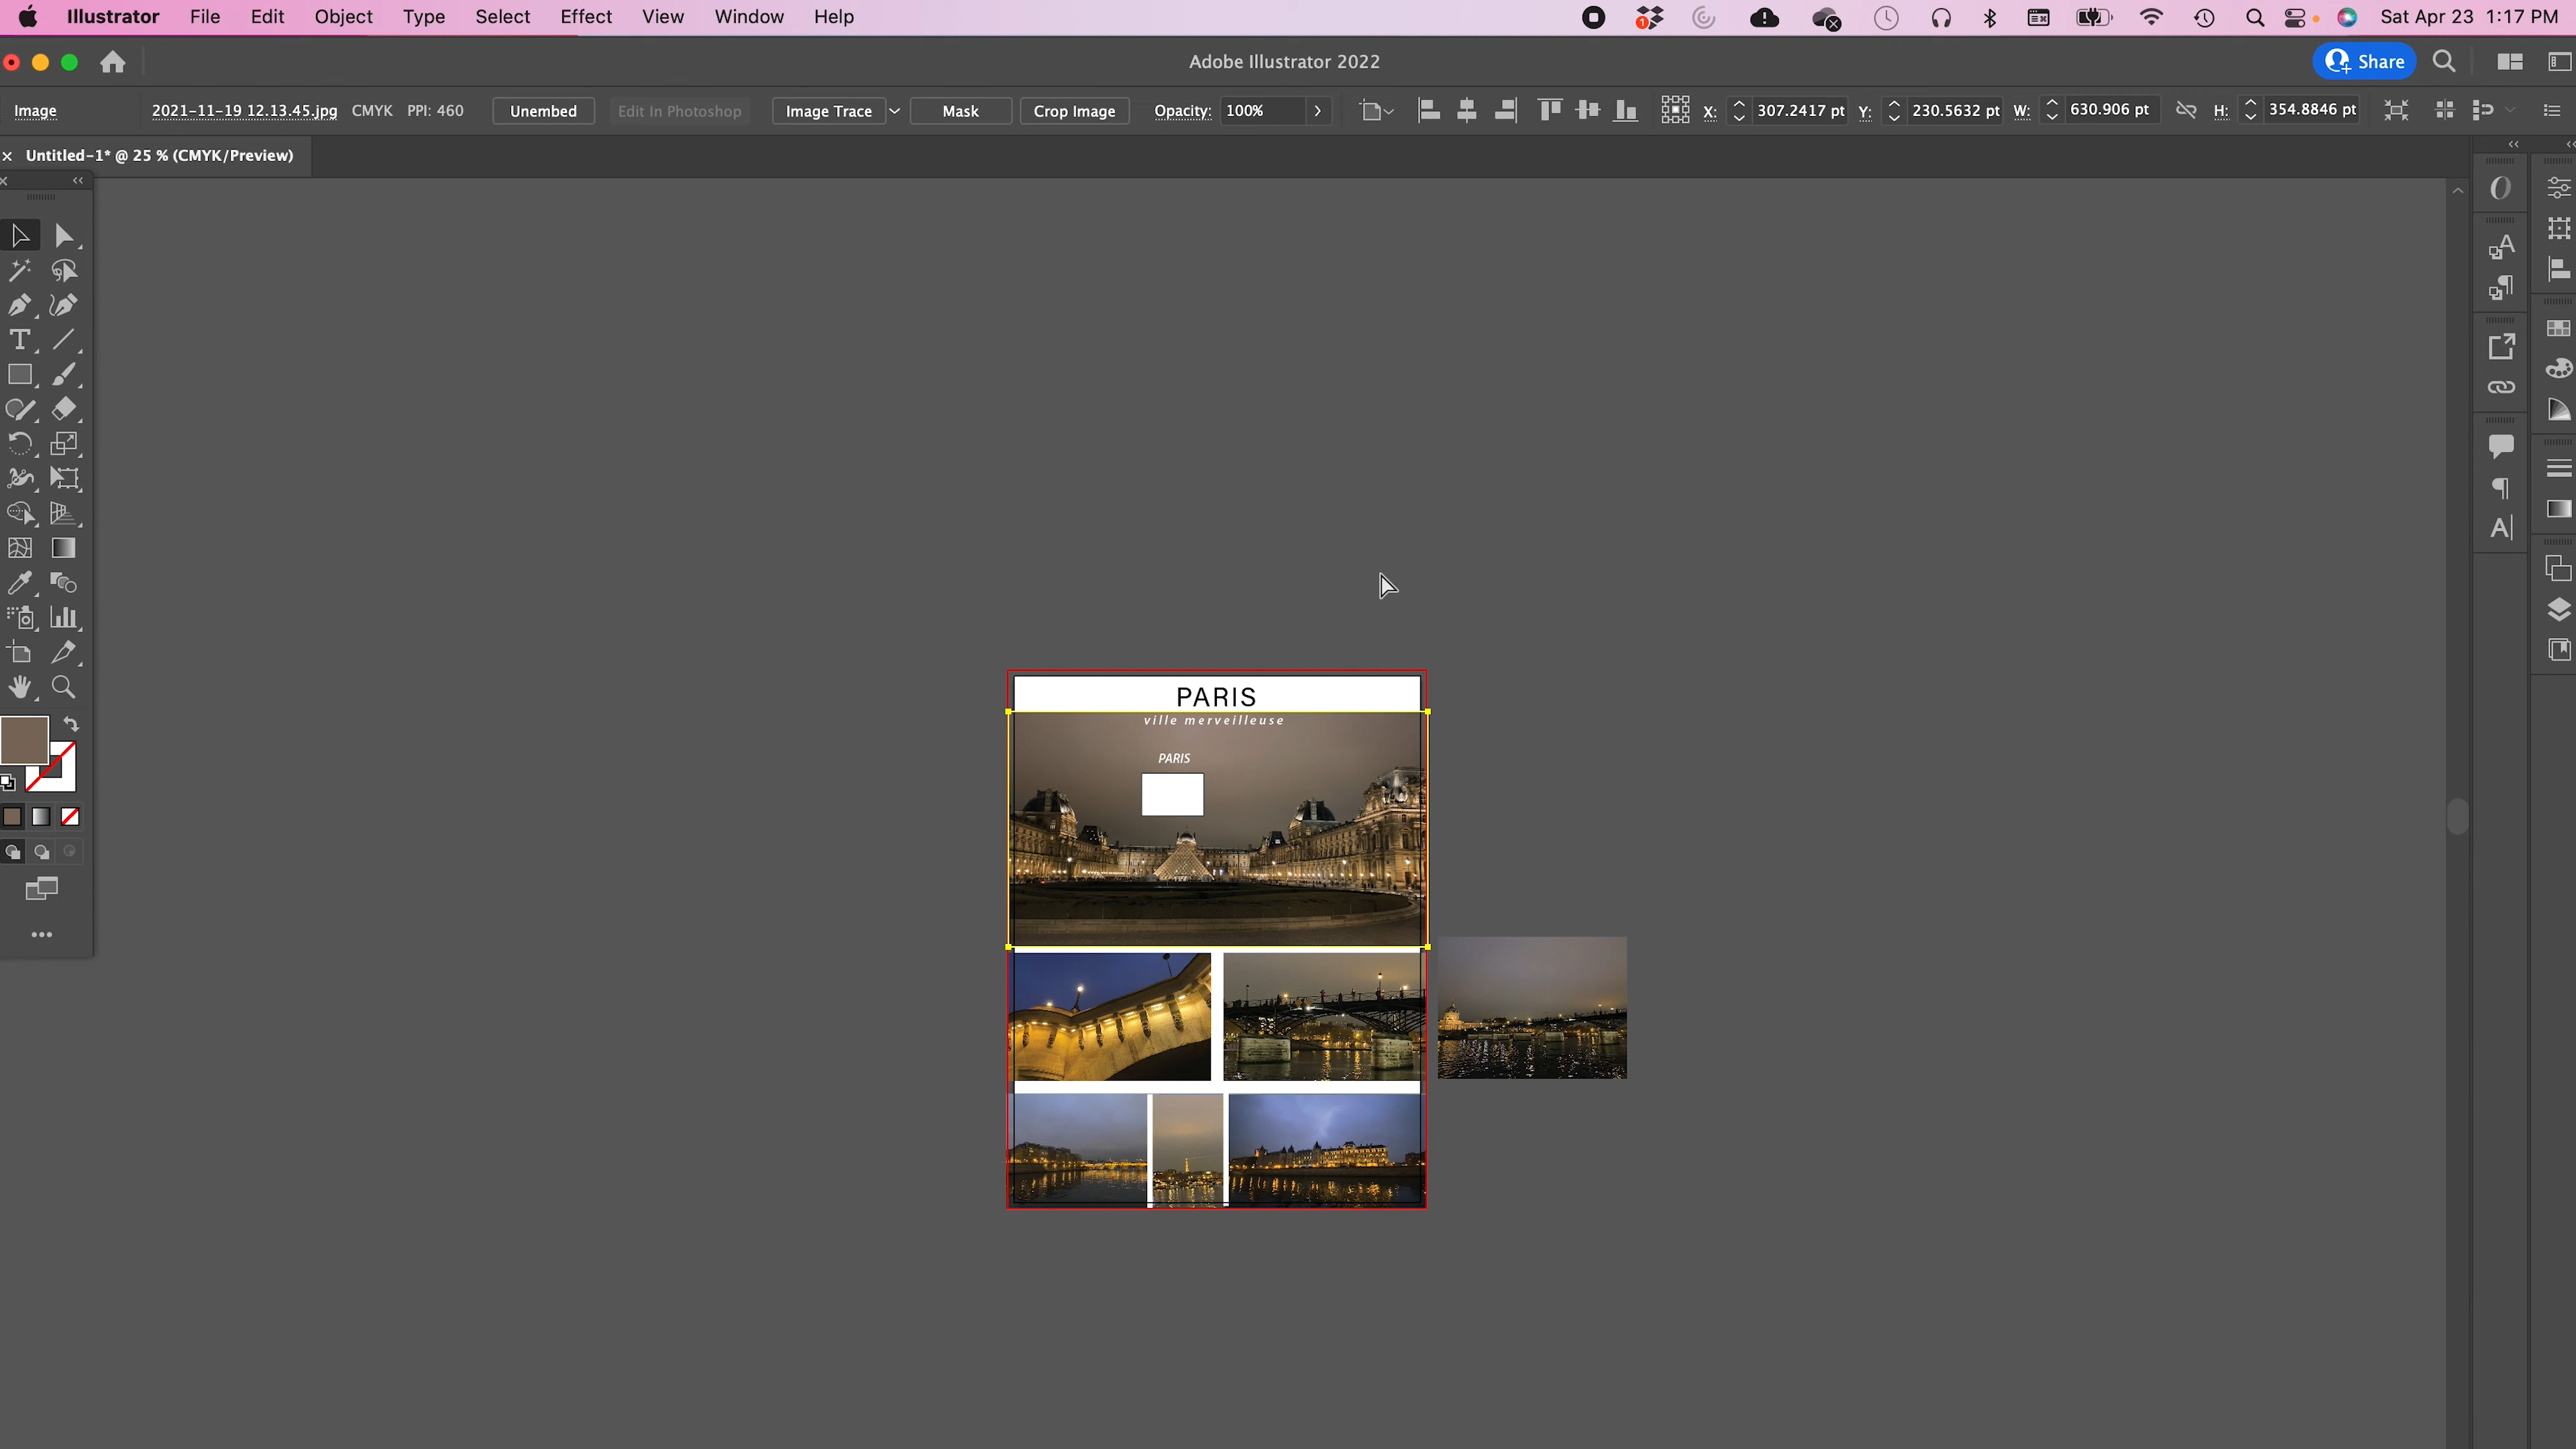 Illustrator File Edit Object Type Select Effect View Window Help
1
Sat Apr 23 1:17 PM
Adobe Illustrator 2022
Share
Image 2021-11-19 12.13.45.jpg CMYK PPI: 460 Unembed Edit In Photoshop Image Trace Mask Crop Image Opacity: 100% X: 307.2417 pt Y: 230.5632 pt W: 630.906 pt H: 354.8846 pt
Untitled-1* @ 25 % (CMYK/Preview)
PARIS
ville merveilleuse
PARIS